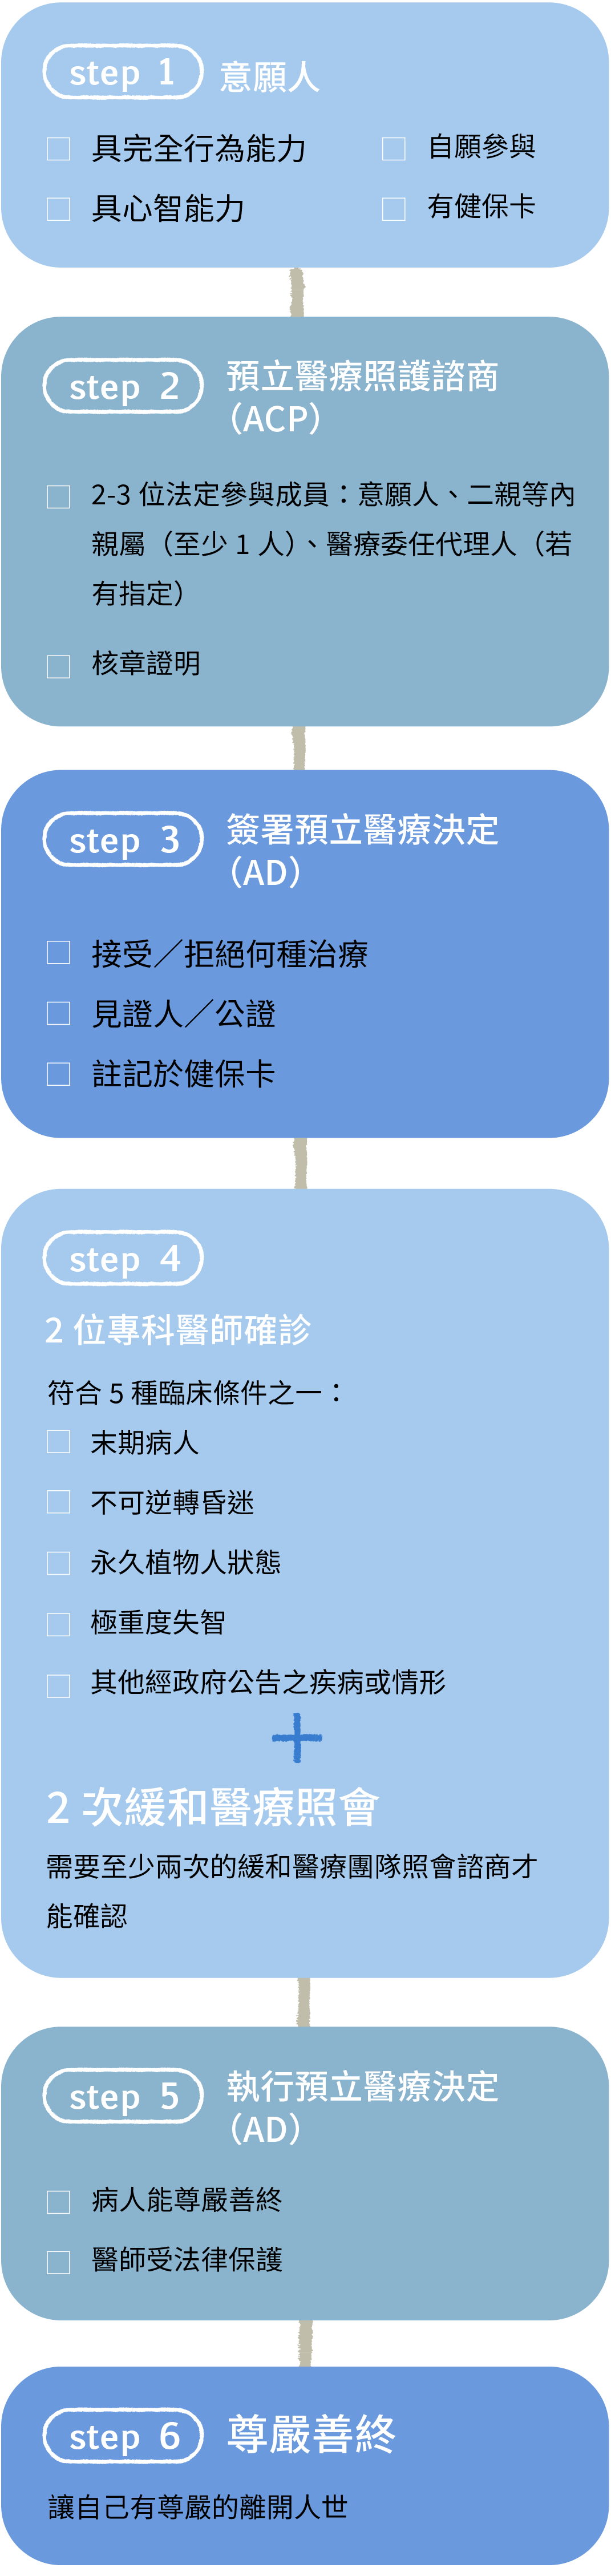 step 1 意願人
具完全行為能力 自願參與
具心智能力 有健保卡
step 2 預立醫療照護諮商
（ACP）
2-3 位法定參與成員：意願人、二親等內
親屬（至少 1 人）、醫療委任代理人（若
有指定）
核章證明
step 3 簽署預立醫療決定
（AD）
接受／拒絕何種治療
見證人／公證
註記於健保卡
step 4
2 位專科醫師確診
符合 5 種臨床條件之一：
末期病人
不可逆轉昏迷
永久植物人狀態
極重度失智
其他經政府公告之疾病或情形
+
2 次緩和醫療照會
需要至少兩次的緩和醫療團隊照會諮商才
能確認
step 5 執行預立醫療決定
（AD）
病人能尊嚴善終
醫師受法律保護
step 6 尊嚴善終
讓自己有尊嚴的離開人世